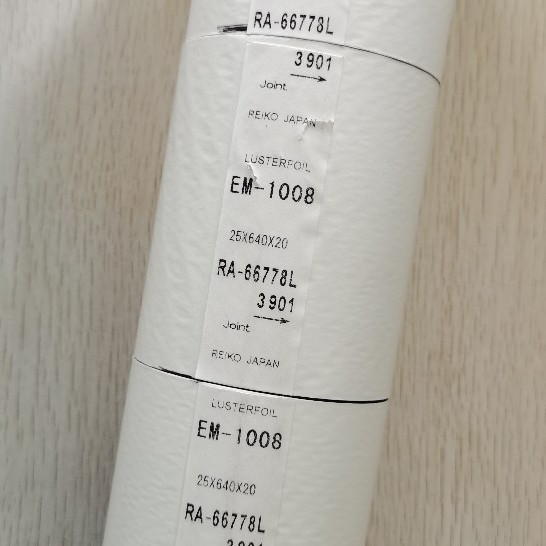 RA-66778L
3901
Joint
REIKO JAPAN
LUSTERFOIL
EM-1008
25X640X20
RA-66778L
3901
Joint
REIKO JAPAN
LUSTERFOIL
EM-1008
25X640X20
RA-66778L
3901